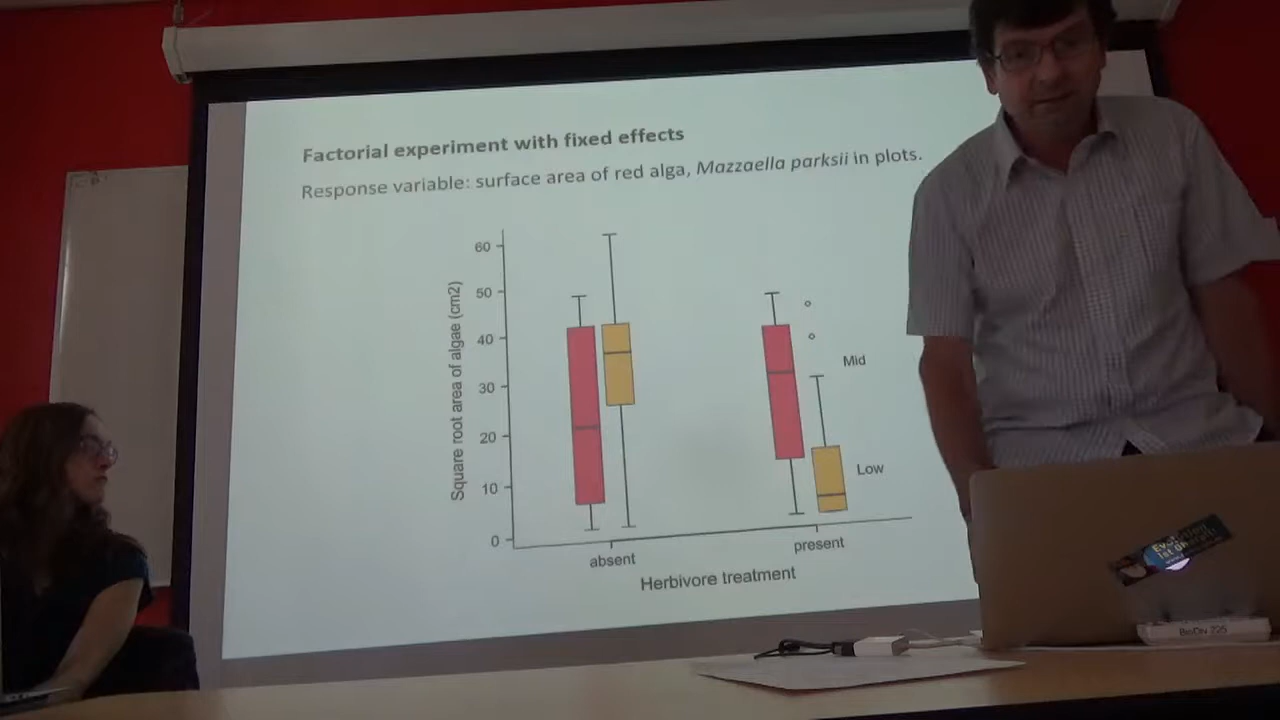 Factorial experiment with fixed effects
Response variable: surface area of red alga, Mazzaella parksii in plots.
Square root area of algae (cm2)
60
50
40
30
20
10
0
Mid
Low
absent
present
Herbivore treatment